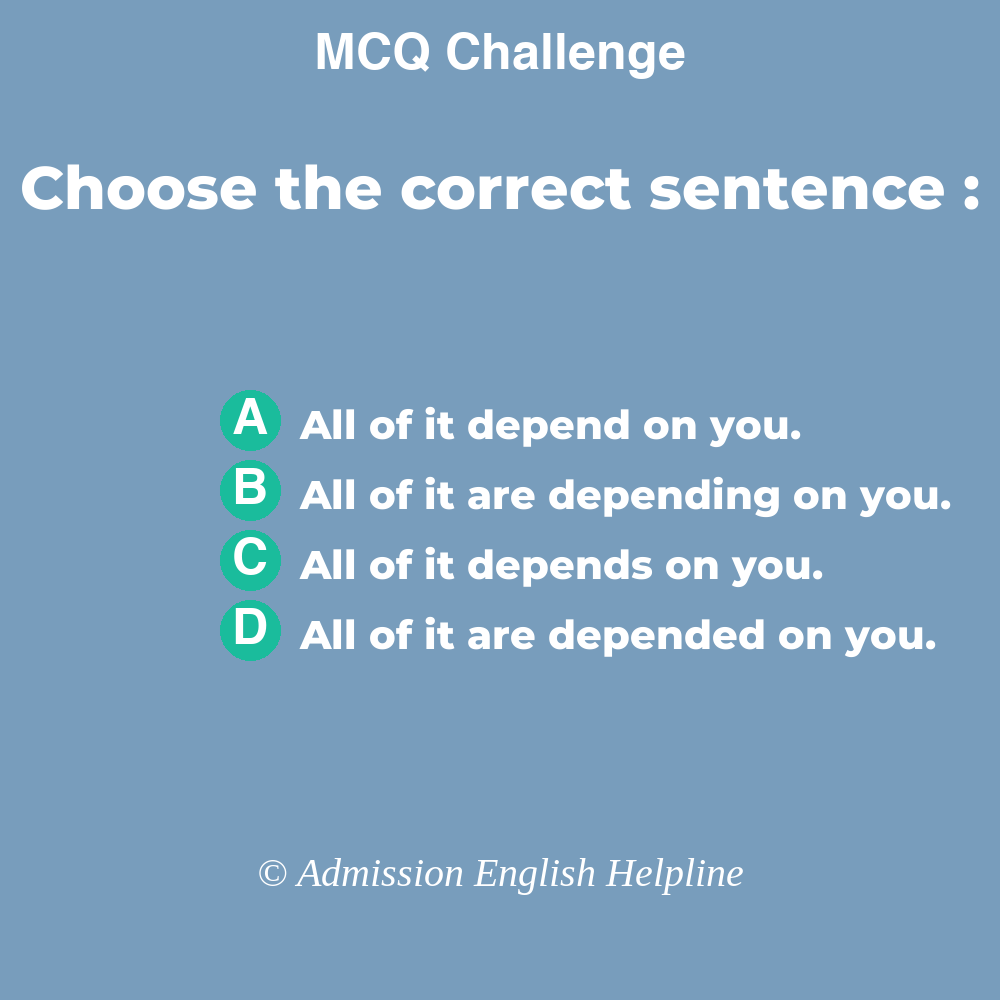 MCQ Challenge
Choose the correct sentence :
A All of it depend on you.
B All of it are depending on you.
C All of it depends on you.
D All of it are depended on you.
© Admission English Helpline